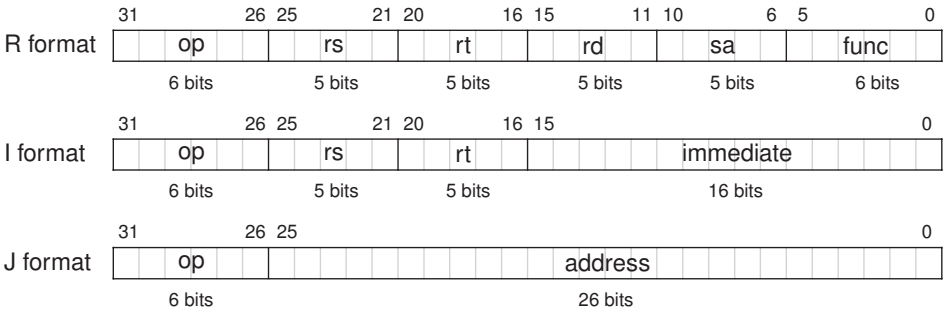 31 26 25 21 20 16 15 11 10 6 5 0
R format op rs rt rd sa func
6 bits 5 bits 5 bits 5 bits 5 bits 6 bits
31 26 25 21 20 16 15 0
I format op rs rt immediate
6 bits 5 bits 5 bits 16 bits
31 26 25 0
J format op address
6 bits 26 bits